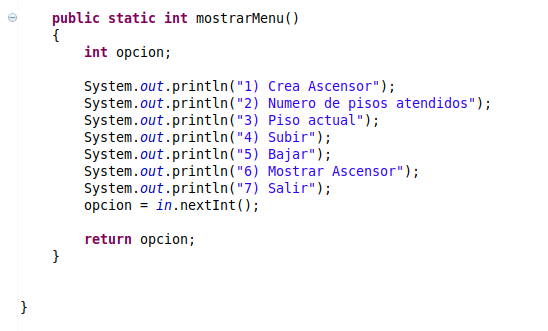 public static int mostrarMenu()
{
int opcion;
System.out.println("1) Crea Ascensor");
System.out.println("2) Numero de pisos atendidos");
System.out.println("3) Piso actual");
System.out.println("4) Subir");
System.out.println("5) Bajar");
System.out.println("6) Mostrar Ascensor");
System.out.println("7) Salir");
opcion = in.nextInt();
return opcion;
}
}